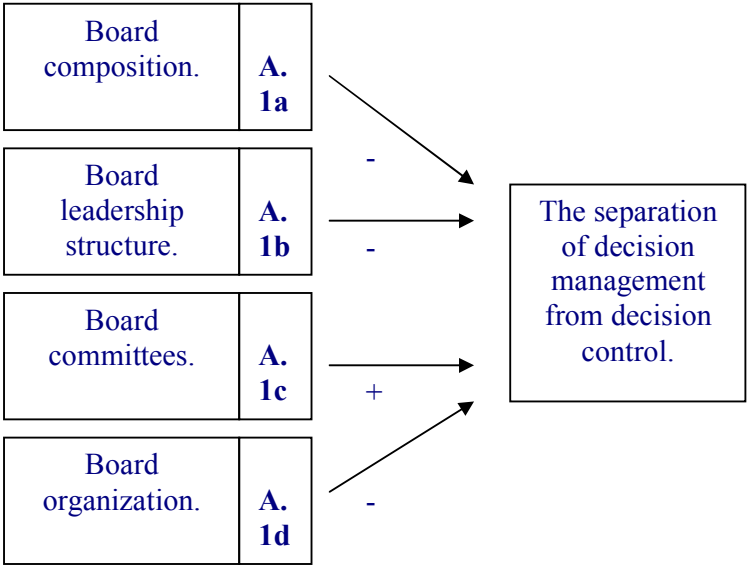 Board
composition.
A.
1a
-
Board
leadership
structure.
A.
1b
-
The separation
of decision
management
from decision
control.
Board
committees.
A.
1c
+
Board
organization.
A.
1d
-